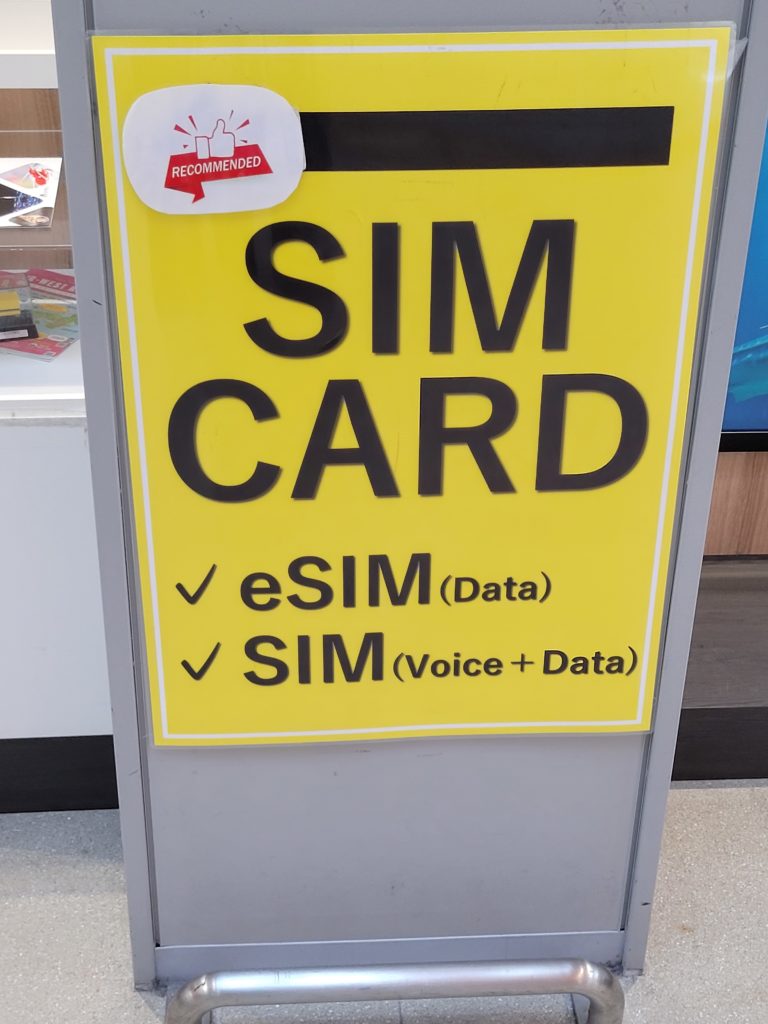 RECOMMENDED
SIM
CARD
✓ eSIM (Data)
✓ SIM (Voice + Data)